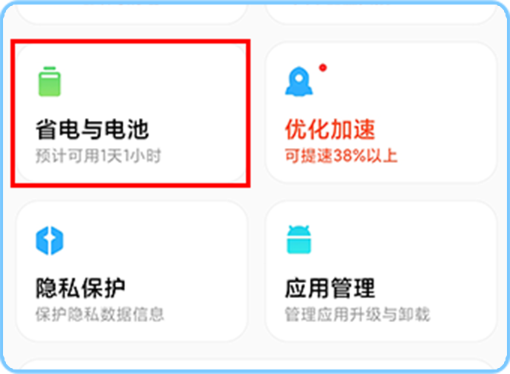 省电与电池
预计可用1天1小时
优化加速
可提速38%以上
隐私保护
保护隐私数据信息
应用管理
管理应用升级与卸载